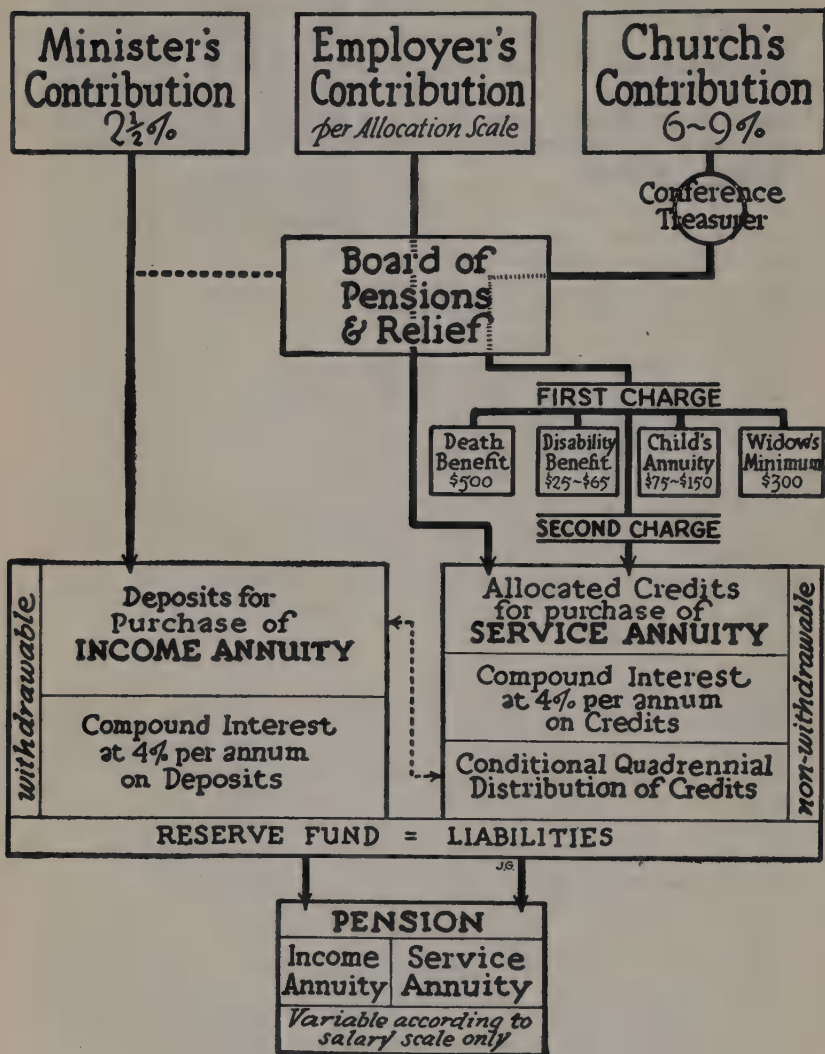 Minister's
Contribution
2½%
Employer's
Contribution
per Allocation Scale
Church's
Contribution
6~9%
Conference
Treasurer
Board of
Pensions
& Relief
FIRST CHARGE
Death
Benefit
$500
Disability
Benefit
$25~$65
Child's
Annuity
$75~$150
Widow's
Minimum
$300
SECOND CHARGE
withdrawable
Deposits for
Purchase of
INCOME ANNUITY
Compound Interest
at 4% per annum
on Deposits
Allocated Credits
for purchase of
SERVICE ANNUITY
Compound Interest
at 4% per annum
on Credits
Conditional Quadrennial
Distribution of Credits
non-withdrawable
RESERVE FUND = LIABILITIES
J.G.
PENSION
Income
Annuity
Service
Annuity
Variable according to
salary scale only